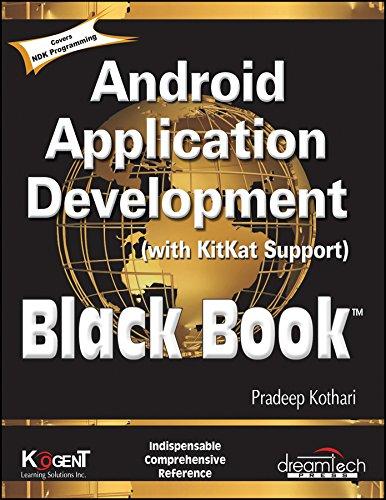 Covers
NDK Programming
Android
Application
Development
(with KitKat Support)
Black Book™
Pradeep Kothari
KOGENT
Learning Solutions Inc.
Indispensable
Comprehensive
Reference
dreamtech
PRESS